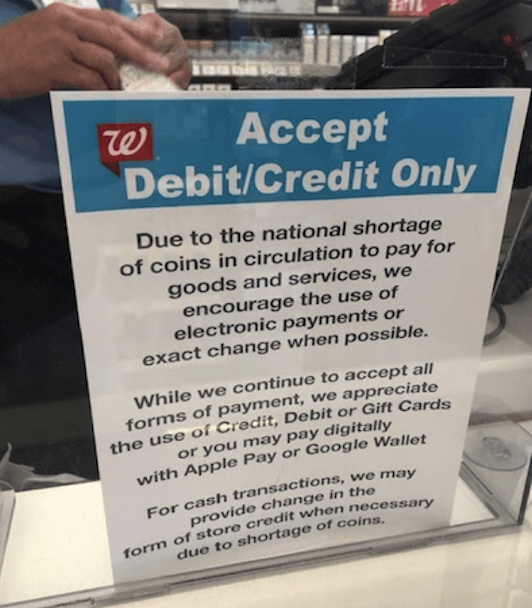 W
Accept
Debit/Credit Only
Due to the national shortage
of coins in circulation to pay for
goods and services, we
encourage the use of
electronic payments or
exact change when possible.
While we continue to accept all
forms of payment, we appreciate
the use of Credit, Debit or Gift Cards
or you may pay digitally
with Apple Pay or Google Wallet
For cash transactions, we may
provide change in the
form of store credit when necessary
due to shortage of coins.